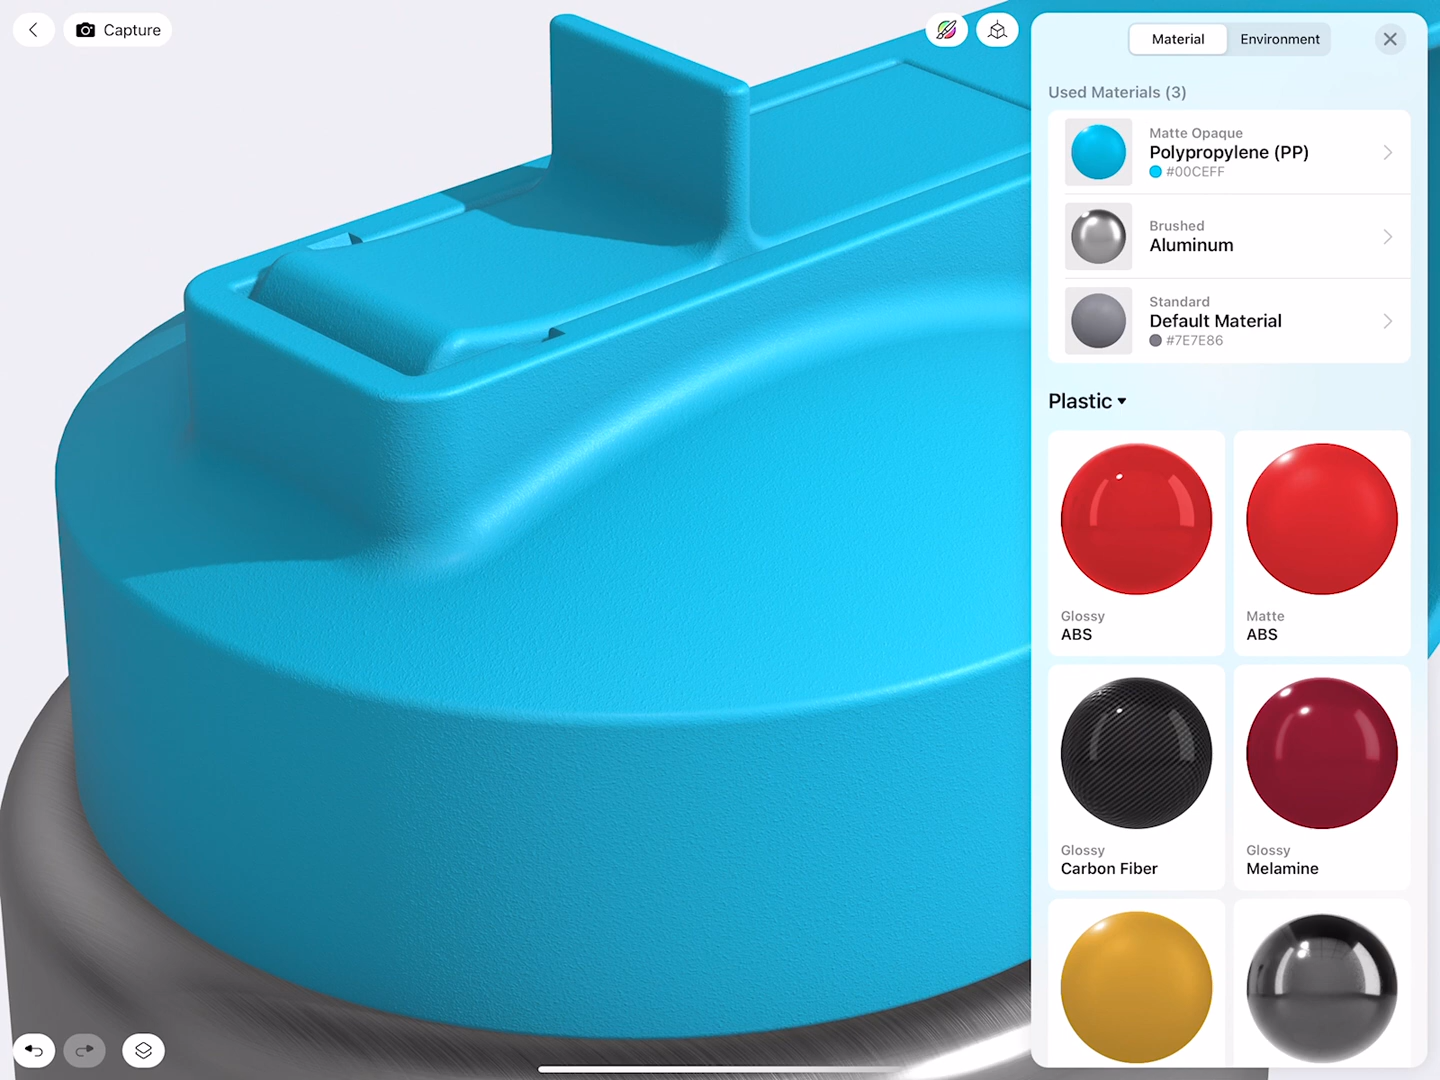 Capture
Material
Environment
Used Materials (3)
Matte Opaque
Polypropylene (PP)
#00CEFF
Brushed
Aluminum
Standard
Default Material
#7E7E86
Plastic
Glossy
ABS
Matte
ABS
Glossy
Carbon Fiber
Glossy
Melamine